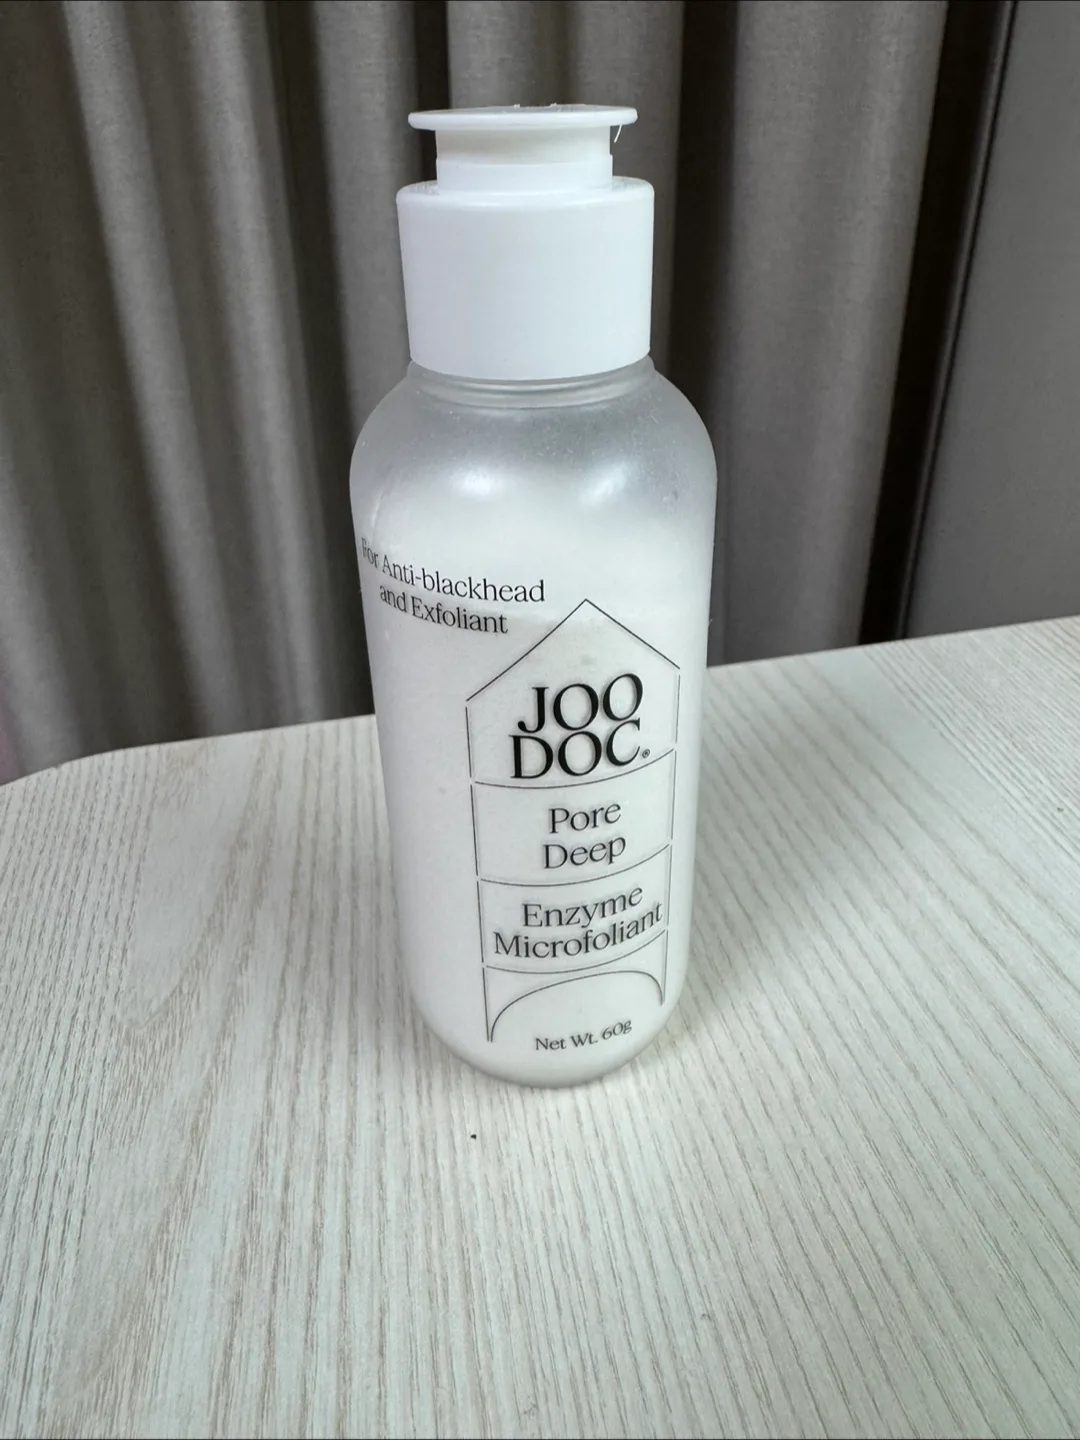 For Anti-blackhead
and Exfoliant
JOO
DOC®
Pore
Deep
Enzyme
Microfoliant
Net Wt. 60g